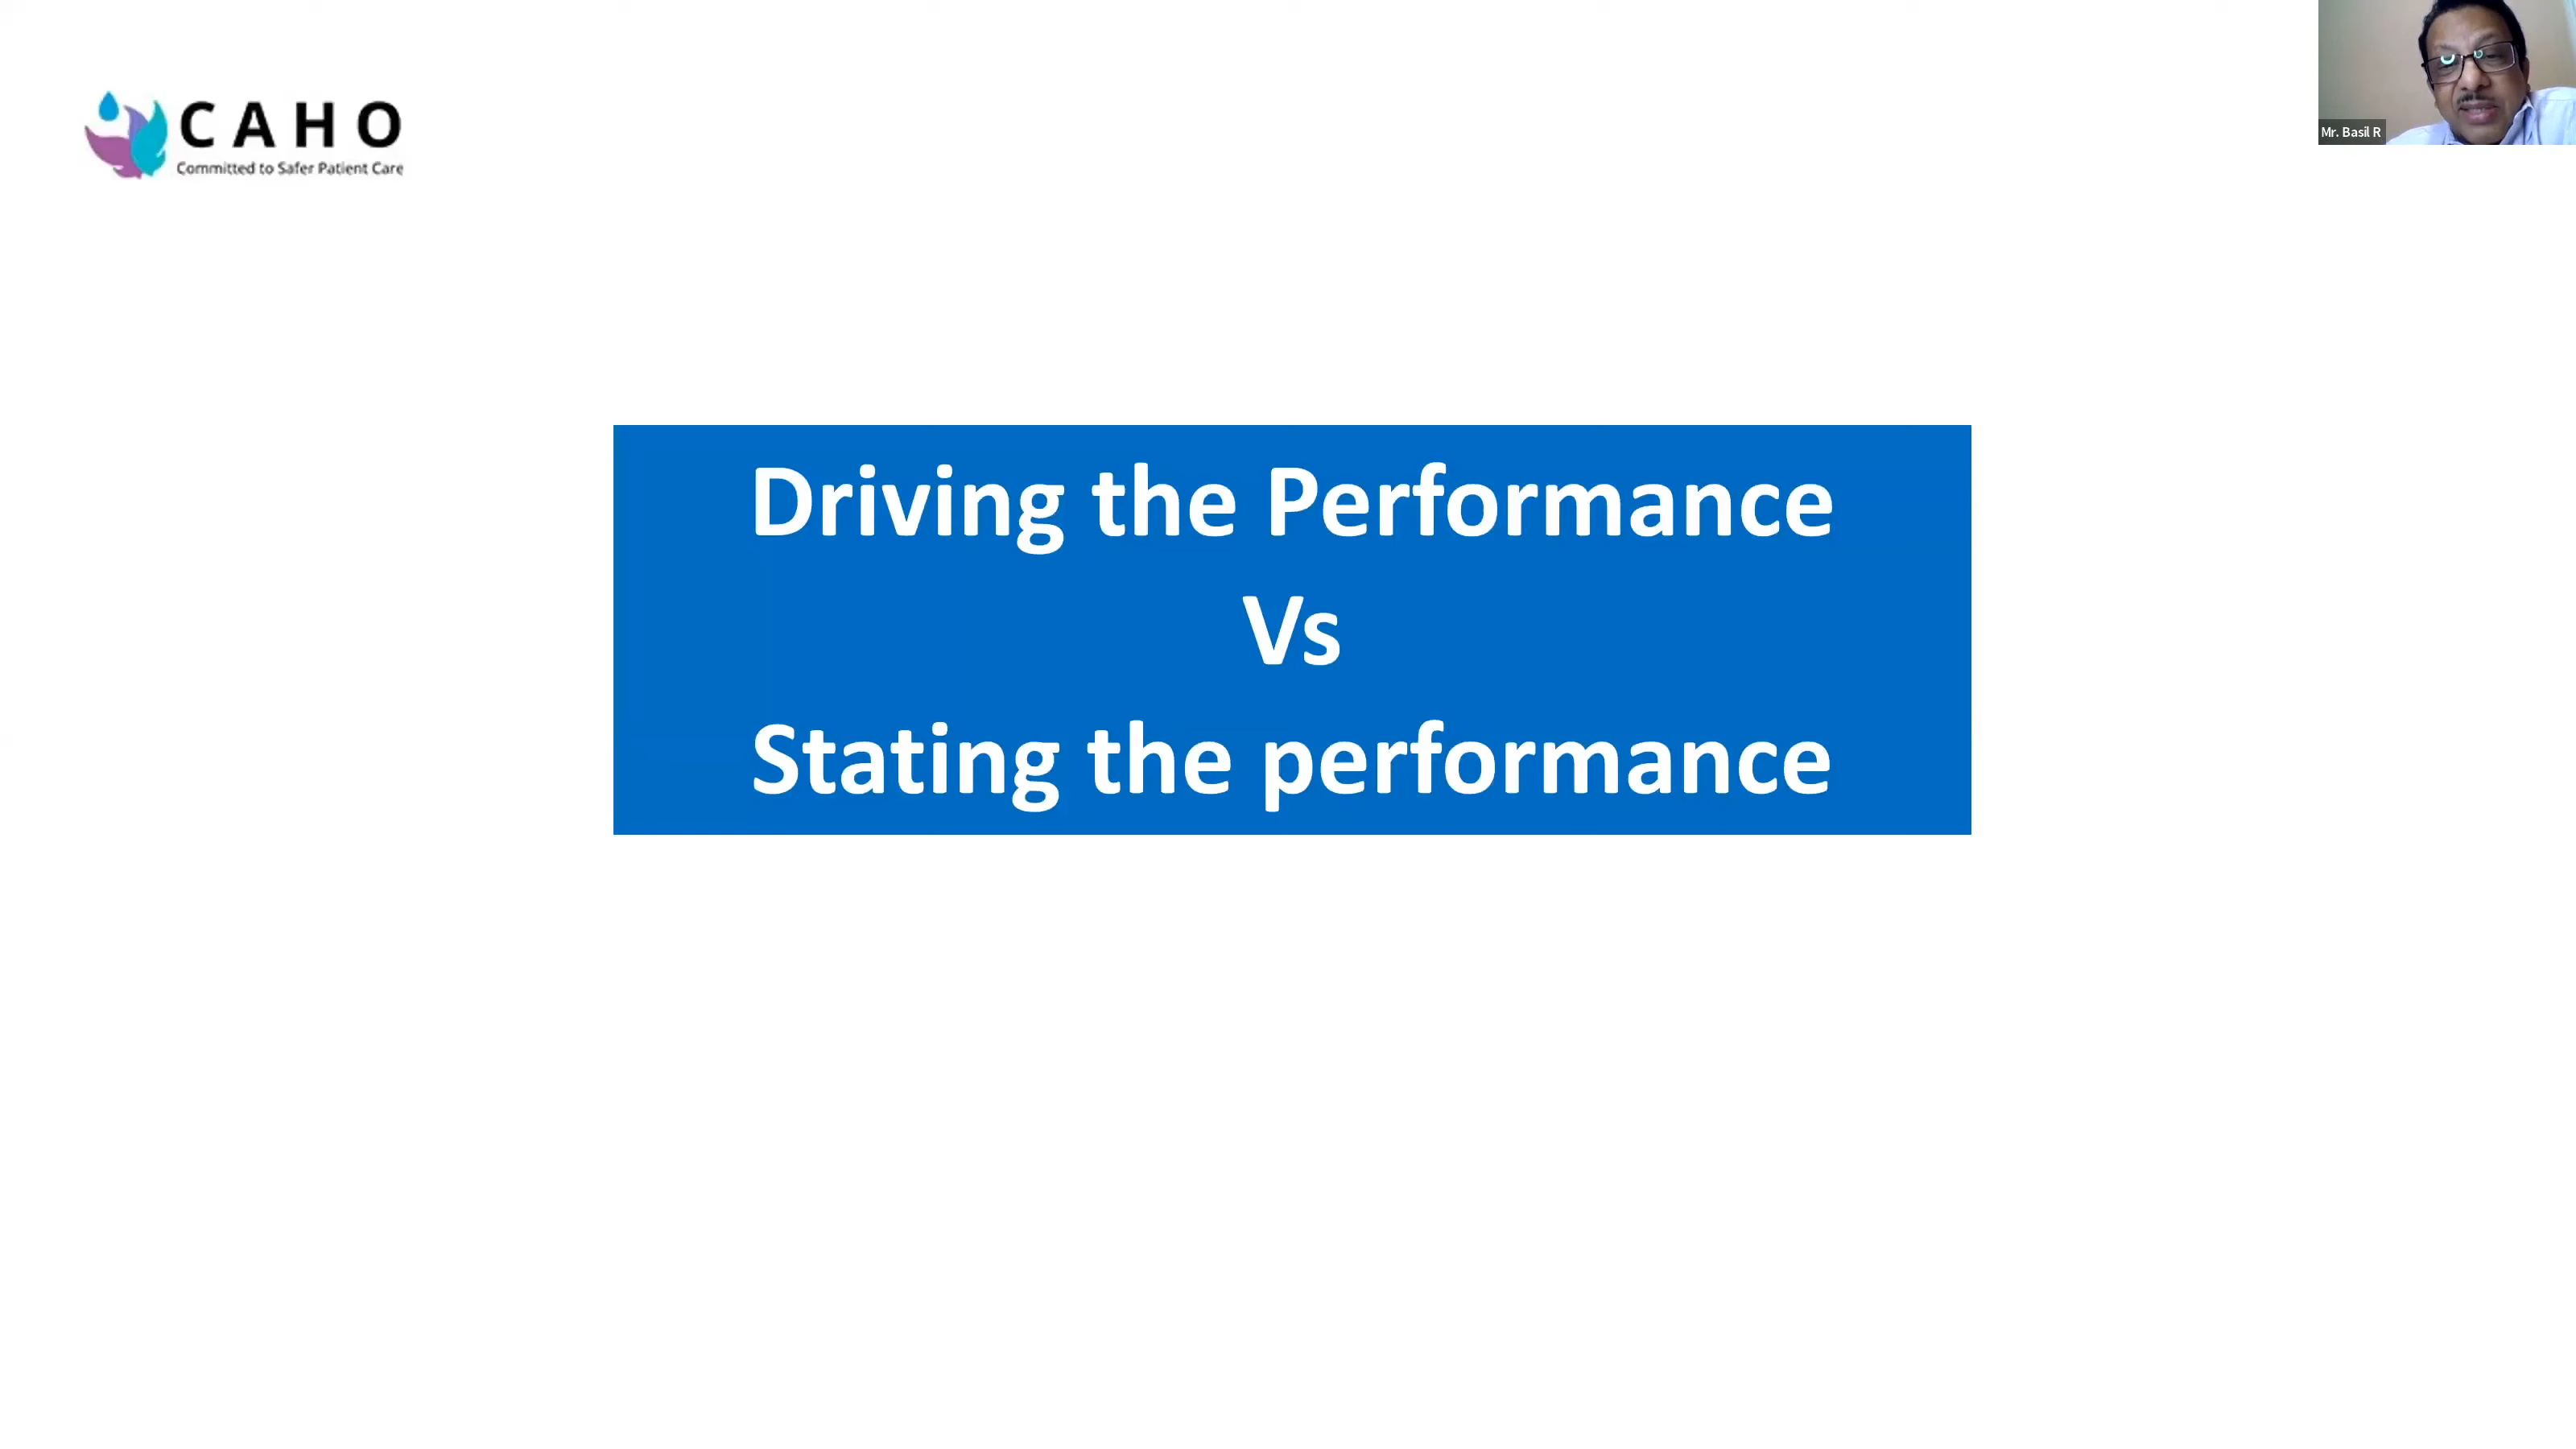 CAHO
Committed to Safer Patient Care
Mr. Basil R
Driving the Performance
Vs
Stating the performance